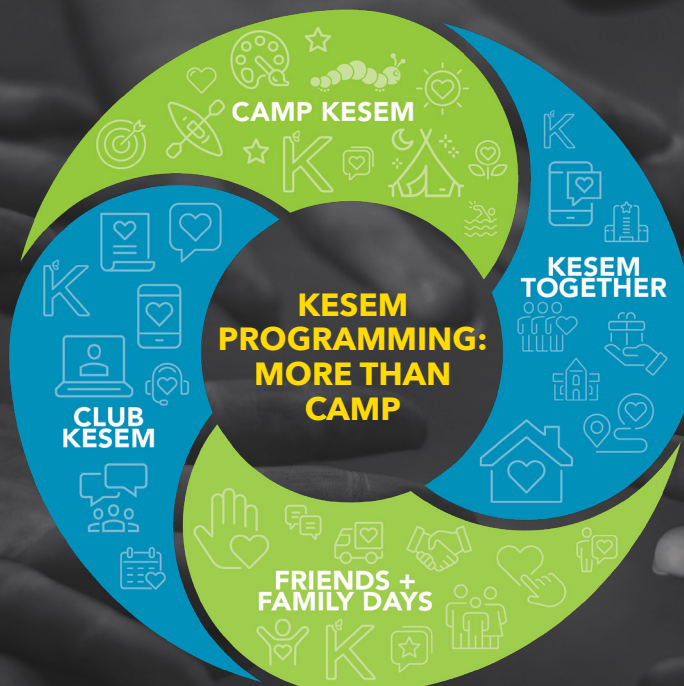 CAMP KESEM
K
K
KESEM
TOGETHER
KESEM
PROGRAMMING:
MORE THAN
CAMP
K
CLUB
KESEM
FRIENDS +
FAMILY DAYS
K